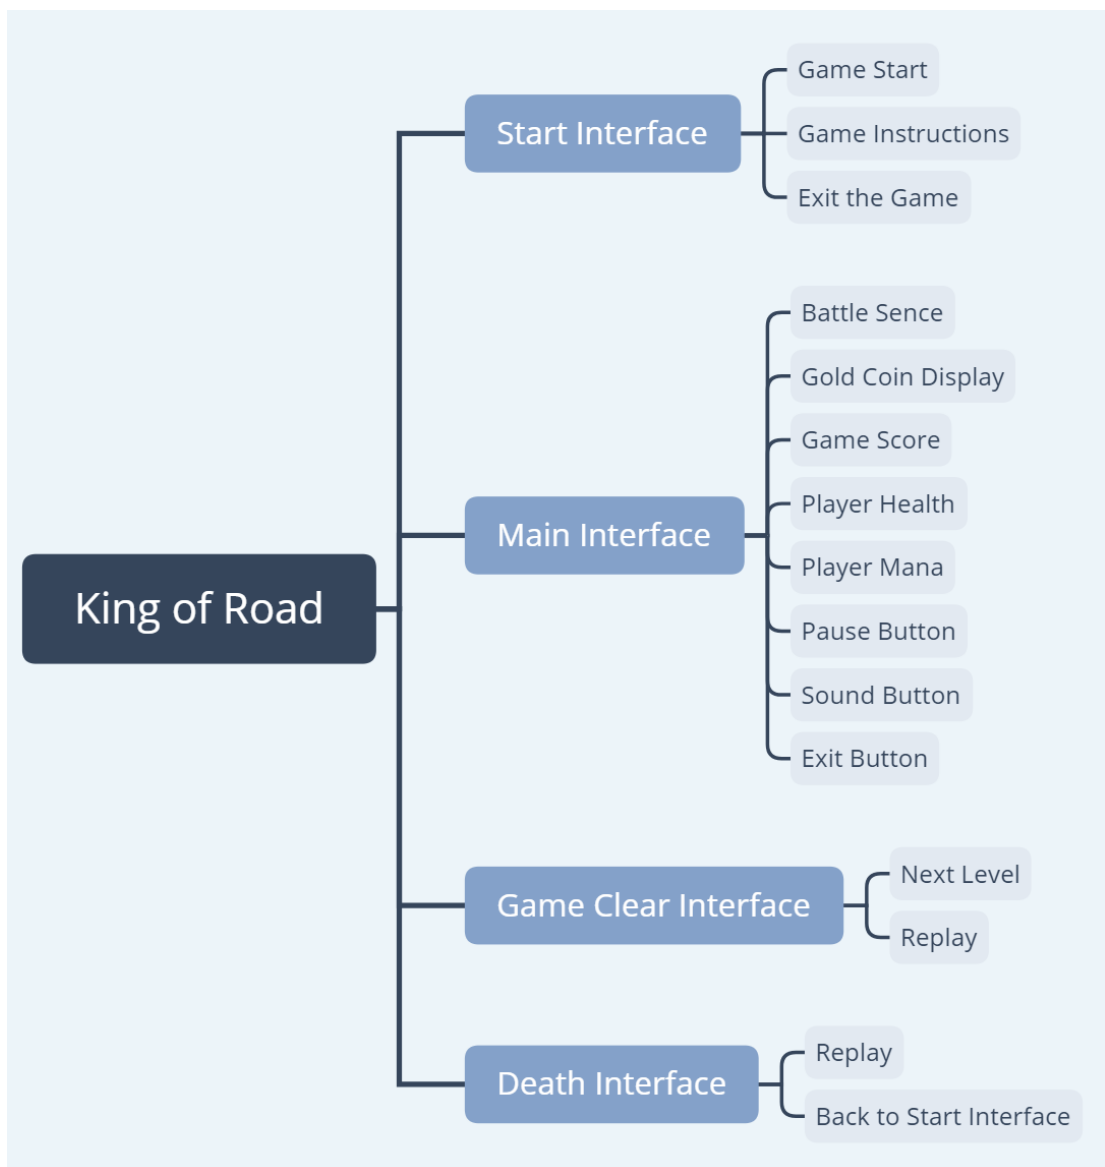 King of Road
Start Interface
Game Start
Game Instructions
Exit the Game
Main Interface
Battle Sence
Gold Coin Display
Game Score
Player Health
Player Mana
Pause Button
Sound Button
Exit Button
Game Clear Interface
Next Level
Replay
Death Interface
Replay
Back to Start Interface